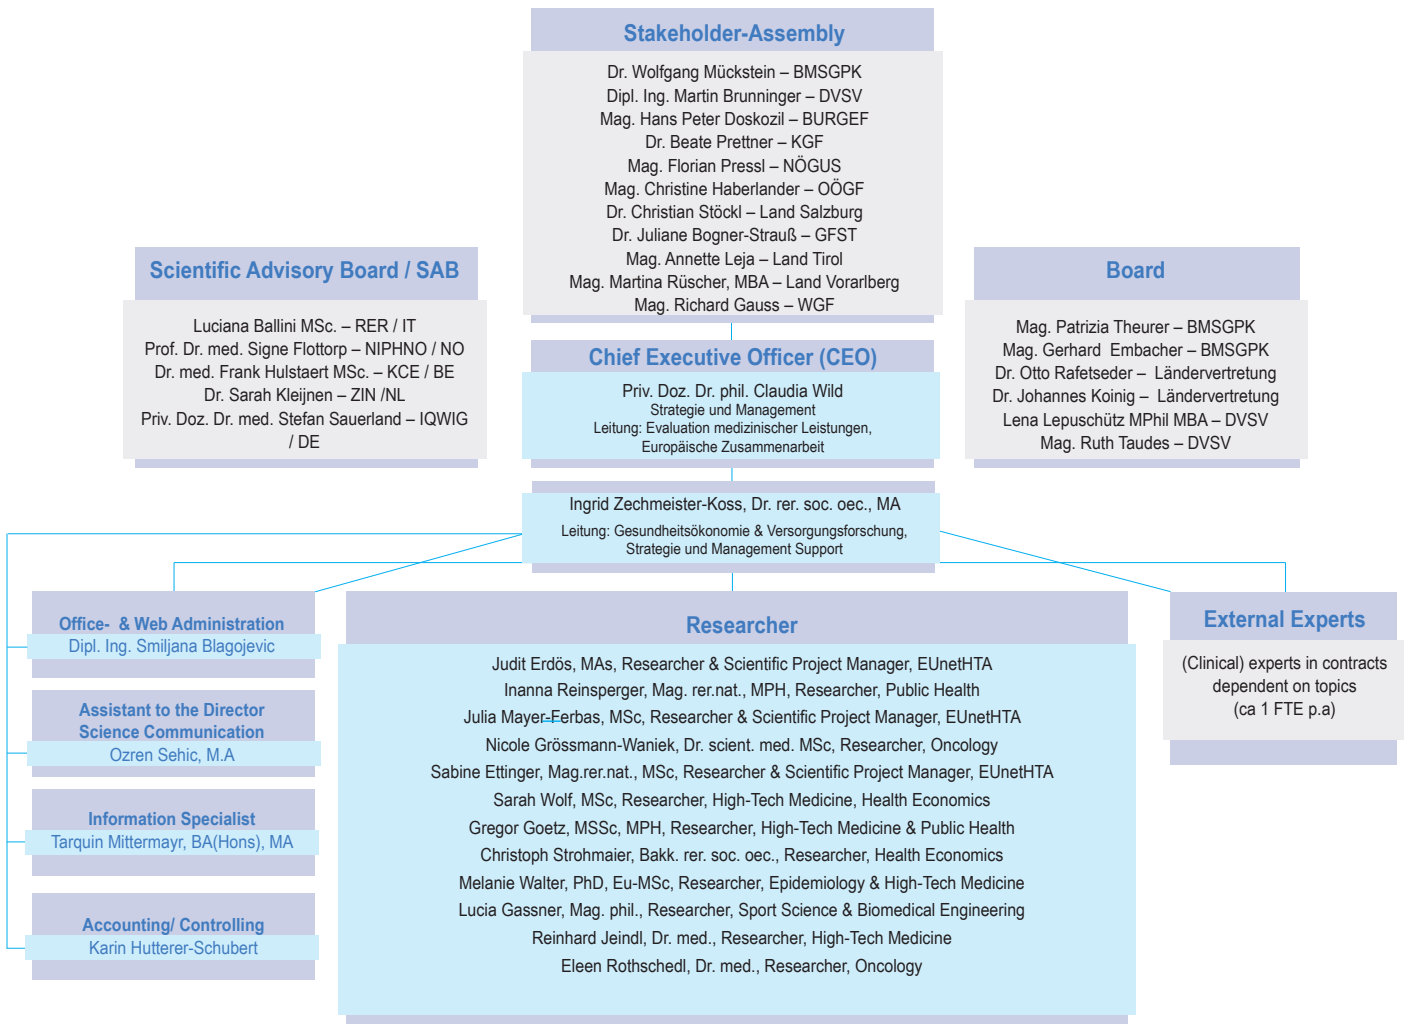 Stakeholder-Assembly
Dr. Wolfgang Mückstein – BMSGPK
Dipl. Ing. Martin Brunninger – DVSV
Mag. Hans Peter Doskozil – BURGEF
Dr. Beate Prettner – KGF
Mag. Florian Pressl – NÖGUS
Mag. Christine Haberlander – OÖGF
Dr. Christian Stöckl – Land Salzburg
Dr. Juliane Bogner-Strauß – GFST
Mag. Annette Leja – Land Tirol
Mag. Martina Rüscher, MBA – Land Vorarlberg
Mag. Richard Gauss – WGF
Scientific Advisory Board / SAB
Luciana Ballini MSc. – RER / IT
Prof. Dr. med. Signe Flottorp – NIPHNO / NO
Dr. med. Frank Hulstaert MSc. – KCE / BE
Dr. Sarah Kleijnen – ZIN /NL
Priv. Doz. Dr. med. Stefan Sauerland – IQWIG
/ DE
Board
Mag. Patrizia Theurer – BMSGPK
Mag. Gerhard Embacher – BMSGPK
Dr. Otto Rafetseder – Ländervertretung
Dr. Johannes Koinig – Ländervertretung
Lena Lepuschütz MPhil MBA – DVSV
Mag. Ruth Taudes – DVSV
Chief Executive Officer (CEO)
Priv. Doz. Dr. phil. Claudia Wild
Strategie und Management
Leitung: Evaluation medizinischer Leistungen,
Europäische Zusammenarbeit
Ingrid Zechmeister-Koss, Dr. rer. soc. oec., MA
Leitung: Gesundheitsökonomie & Versorgungsforschung,
Strategie und Management Support
Office- & Web Administration
Dipl. Ing. Smiljana Blagojevic
Assistant to the Director
Science Communication
Ozren Sehic, M.A
Information Specialist
Tarquin Mittermayr, BA(Hons), MA
Accounting/ Controlling
Karin Hutterer-Schubert
Researcher
Judit Erdös, MAs, Researcher & Scientific Project Manager, EUnetHTA
Inanna Reinsperger, Mag. rer.nat., MPH, Researcher, Public Health
Julia Mayer-Ferbas, MSc, Researcher & Scientific Project Manager, EUnetHTA
Nicole Grössmann-Waniek, Dr. scient. med. MSc, Researcher, Oncology
Sabine Ettinger, Mag.rer.nat., MSc, Researcher & Scientific Project Manager, EUnetHTA
Sarah Wolf, MSc, Researcher, High-Tech Medicine, Health Economics
Gregor Goetz, MSSc, MPH, Researcher, High-Tech Medicine & Public Health
Christoph Strohmaier, Bakk. rer. soc. oec., Researcher, Health Economics
Melanie Walter, PhD, Eu-MSc, Researcher, Epidemiology & High-Tech Medicine
Lucia Gassner, Mag. phil., Researcher, Sport Science & Biomedical Engineering
Reinhard Jeindl, Dr. med., Researcher, High-Tech Medicine
Eleen Rothschedl, Dr. med., Researcher, Oncology
External Experts
(Clinical) experts in contracts
dependent on topics
(ca 1 FTE p.a)